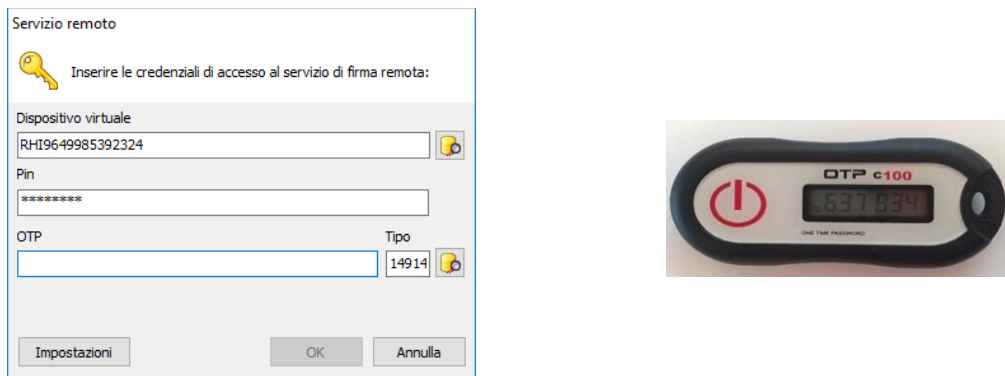 Servizio remoto
Inserire le credenziali di accesso al servizio di firma remota:
Dispositivo virtuale
RHI9649985392324
Pin
********
OTP
Tipo
14914
Impostazioni
OK
Annulla
OTP c100
637834
ONE TIME PASSWORD